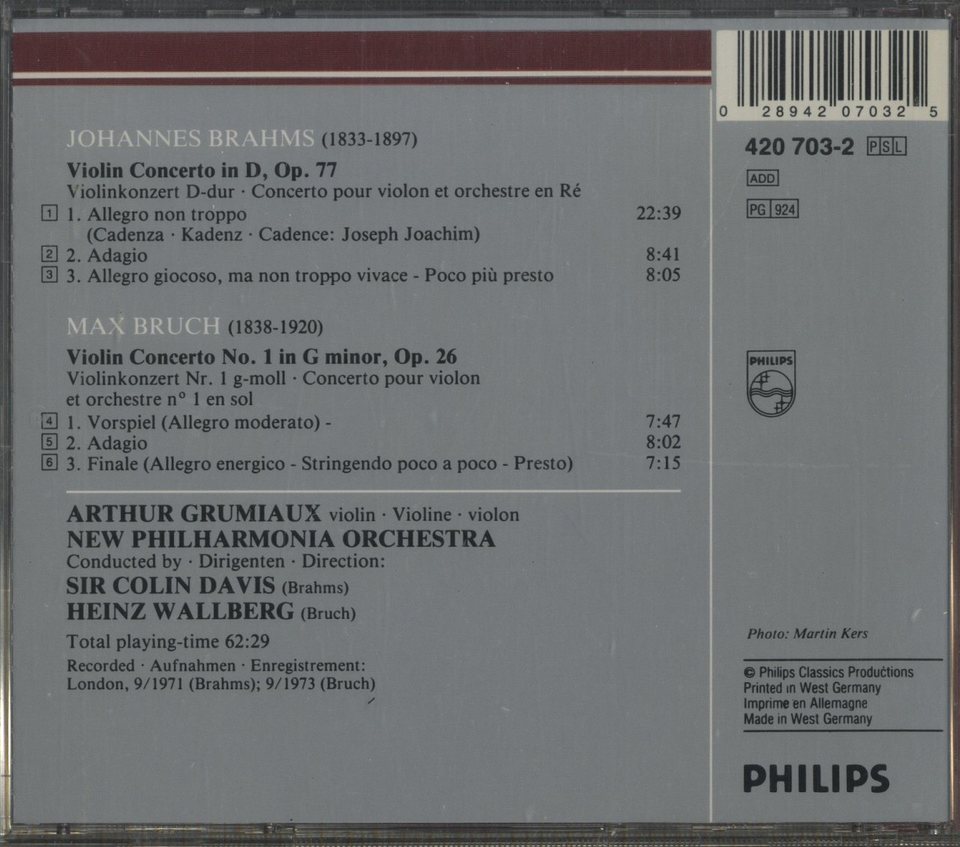 JOHANNES BRAHMS (1833-1897)
Violin Concerto in D, Op. 77
Violinkonzert D-dur · Concerto pour violon et orchestre en Ré
1 1. Allegro non troppo 22:39
(Cadenza · Kadenz · Cadence: Joseph Joachim)
2 2. Adagio 8:41
3 3. Allegro giocoso, ma non troppo vivace - Poco più presto 8:05
MAX BRUCH (1838-1920)
Violin Concerto No. 1 in G minor, Op. 26
Violinkonzert Nr. 1 g-moll · Concerto pour violon
et orchestre n° 1 en sol
4 1. Vorspiel (Allegro moderato) - 7:47
5 2. Adagio 8:02
6 3. Finale (Allegro energico - Stringendo poco a poco - Presto) 7:15
ARTHUR GRUMIAUX violin · Violine · violon
NEW PHILHARMONIA ORCHESTRA
Conducted by · Dirigenten · Direction:
SIR COLIN DAVIS (Brahms)
HEINZ WALLBERG (Bruch)
Total playing-time 62:29
Recorded · Aufnahmen · Enregistrement:
London, 9/1971 (Brahms); 9/1973 (Bruch)
0 28942 07032 5
420 703-2 PSL
ADD
PG 924
PHILIPS
Photo: Martin Kers
© Philips Classics Productions
Printed in West Germany
Imprime en Allemagne
Made in West Germany
PHILIPS